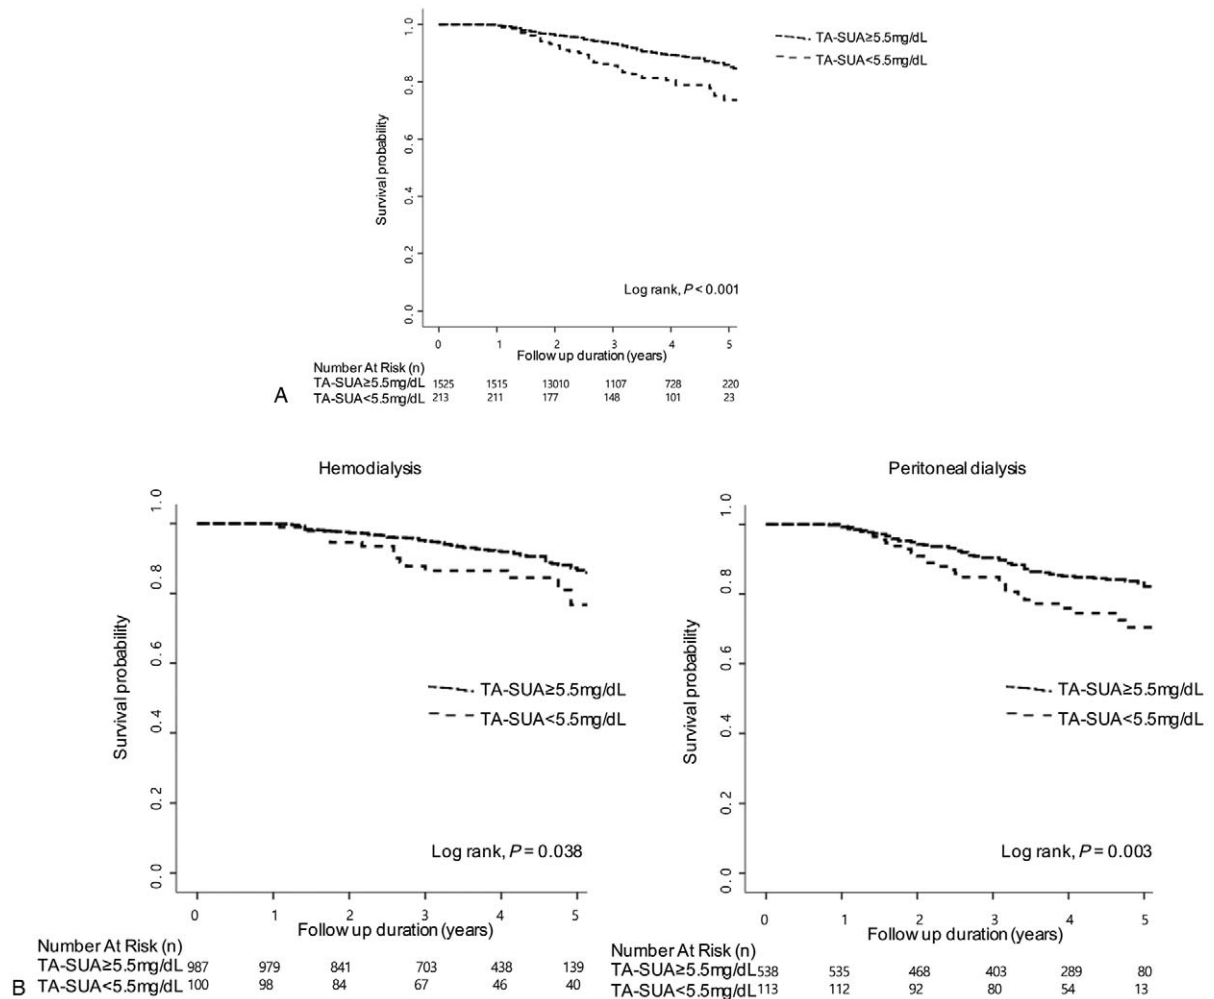 1.0
0.8
0.6
0.4
0.2
0.0
Survival probability
TA-SUA≥5.5mg/dL
TA-SUA<5.5mg/dL
Log rank, P < 0.001
0 1 2 3 4 5
Follow up duration (years)
Number At Risk (n)
TA-SUA≥5.5mg/dL 1525 1515 13010 1107 728 220
TA-SUA<5.5mg/dL 213 211 177 148 101 23
A
Hemodialysis
1.0
0.8
0.6
0.4
0.2
0.0
Survival probability
TA-SUA≥5.5mg/dL
TA-SUA<5.5mg/dL
Log rank, P = 0.038
0 1 2 3 4 5
Follow up duration (years)
Number At Risk (n)
TA-SUA≥5.5mg/dL 987 979 841 703 438 139
TA-SUA<5.5mg/dL 100 98 84 67 46 40
B
Peritoneal dialysis
1.0
0.8
0.6
0.4
0.2
0.0
Survival probability
TA-SUA≥5.5mg/dL
TA-SUA<5.5mg/dL
Log rank, P = 0.003
0 1 2 3 4 5
Follow up duration (years)
Number At Risk (n)
TA-SUA≥5.5mg/dL 538 535 468 403 289 80
TA-SUA<5.5mg/dL 113 112 92 80 54 13